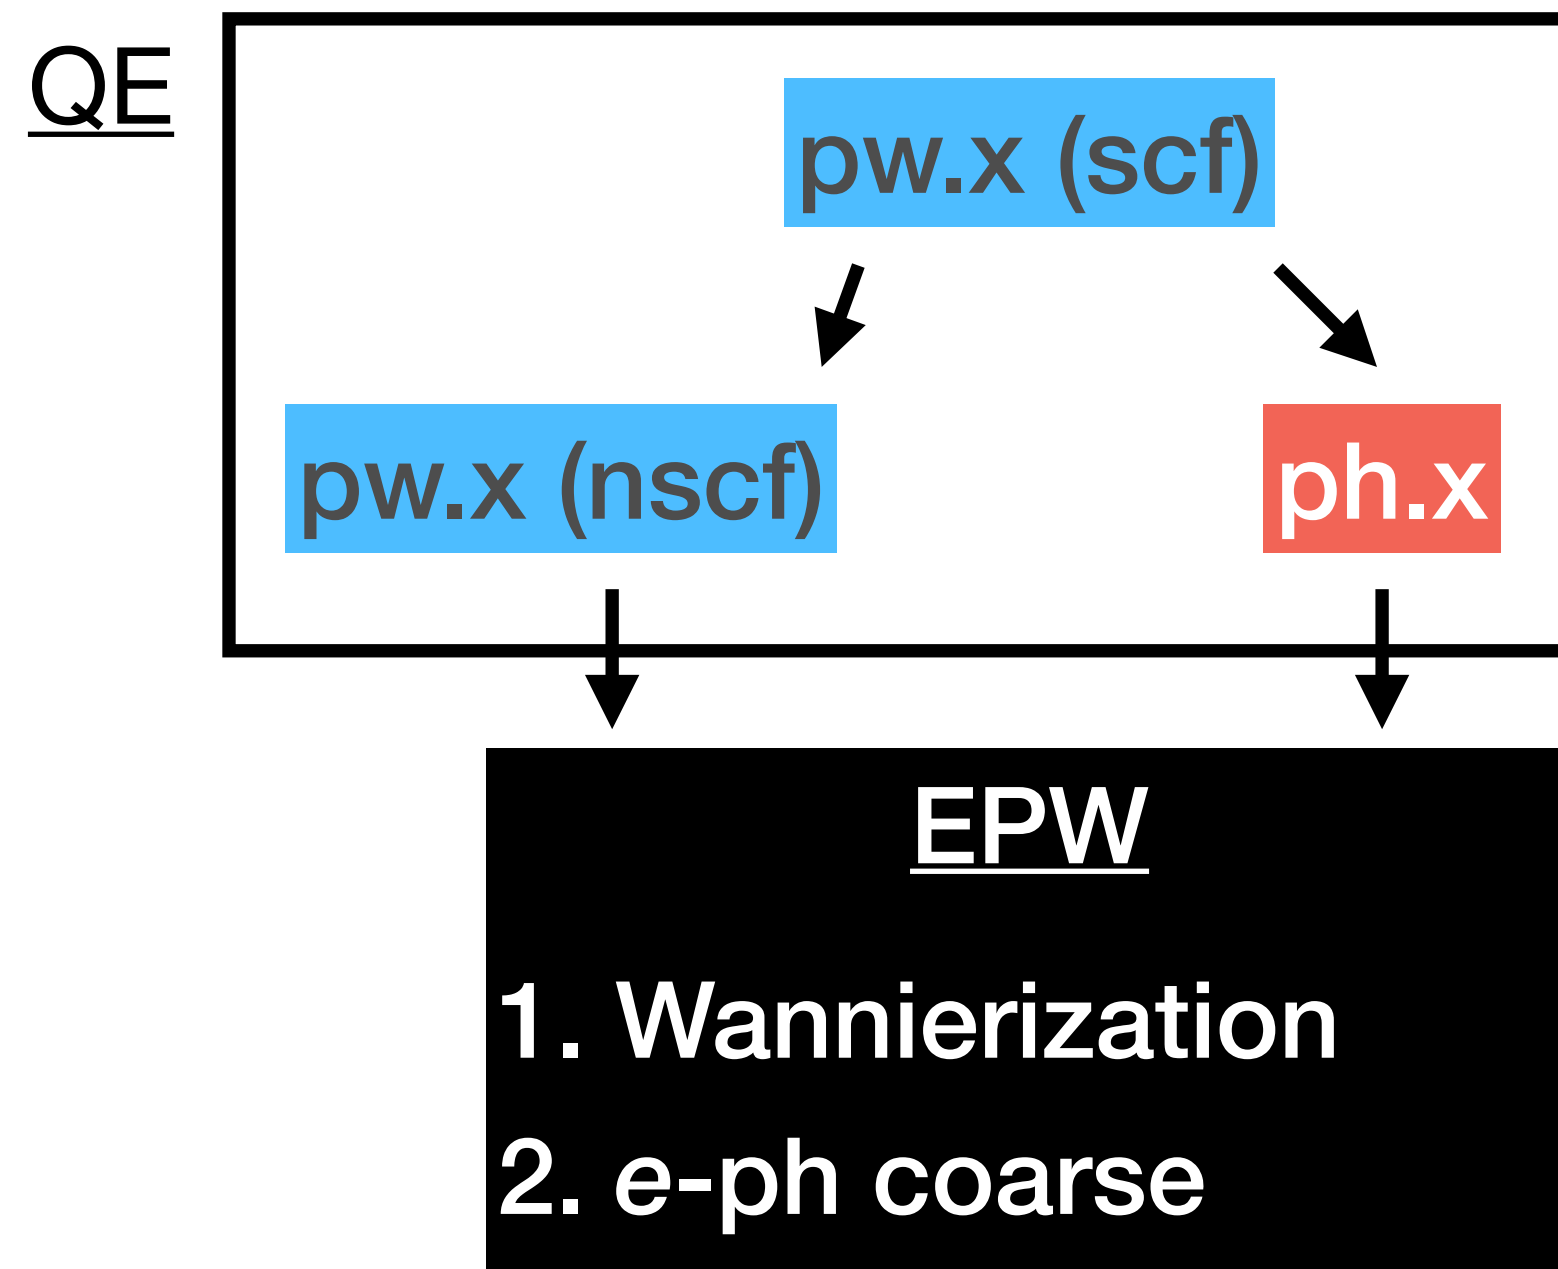 QE
pw.x (scf)
pw.x (nscf)
ph.x
EPW
1. Wannierization
2. e-ph coarse